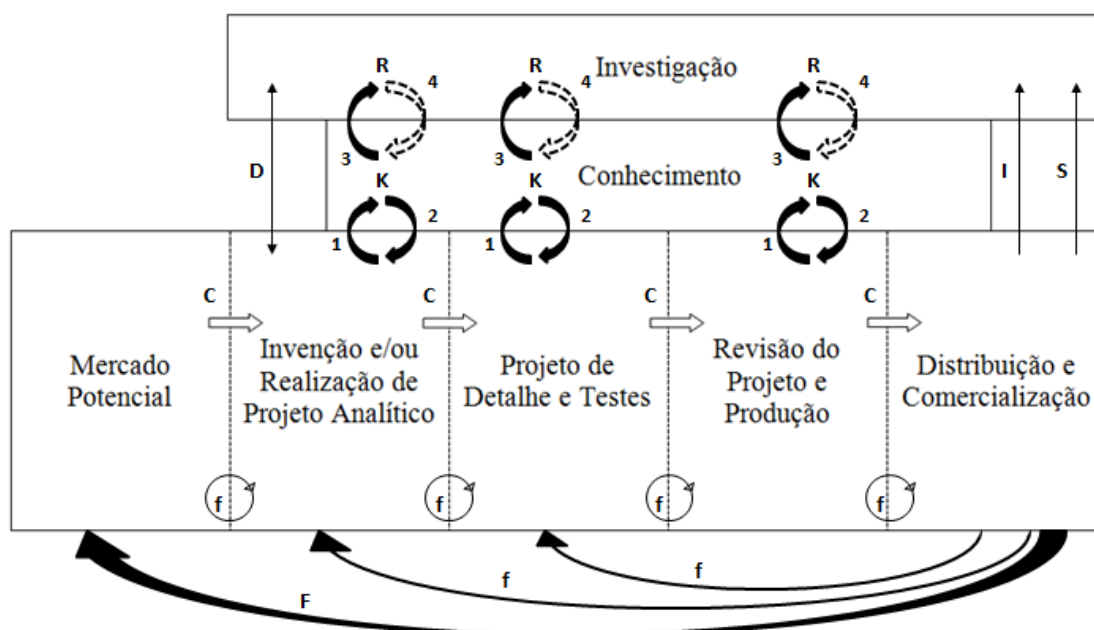 R 4 R 4 R 4
Investigação
3 3 3
D
Conhecimento
I S
K K K
2 2 2
1 1 1
C C C C
Mercado
Potencial
Invenção e/ou
Realização de
Projeto Analítico
Projeto de
Detalhe e Testes
Revisão do
Projeto e
Produção
Distribuição e
Comercialização
f f f f
f
f
F